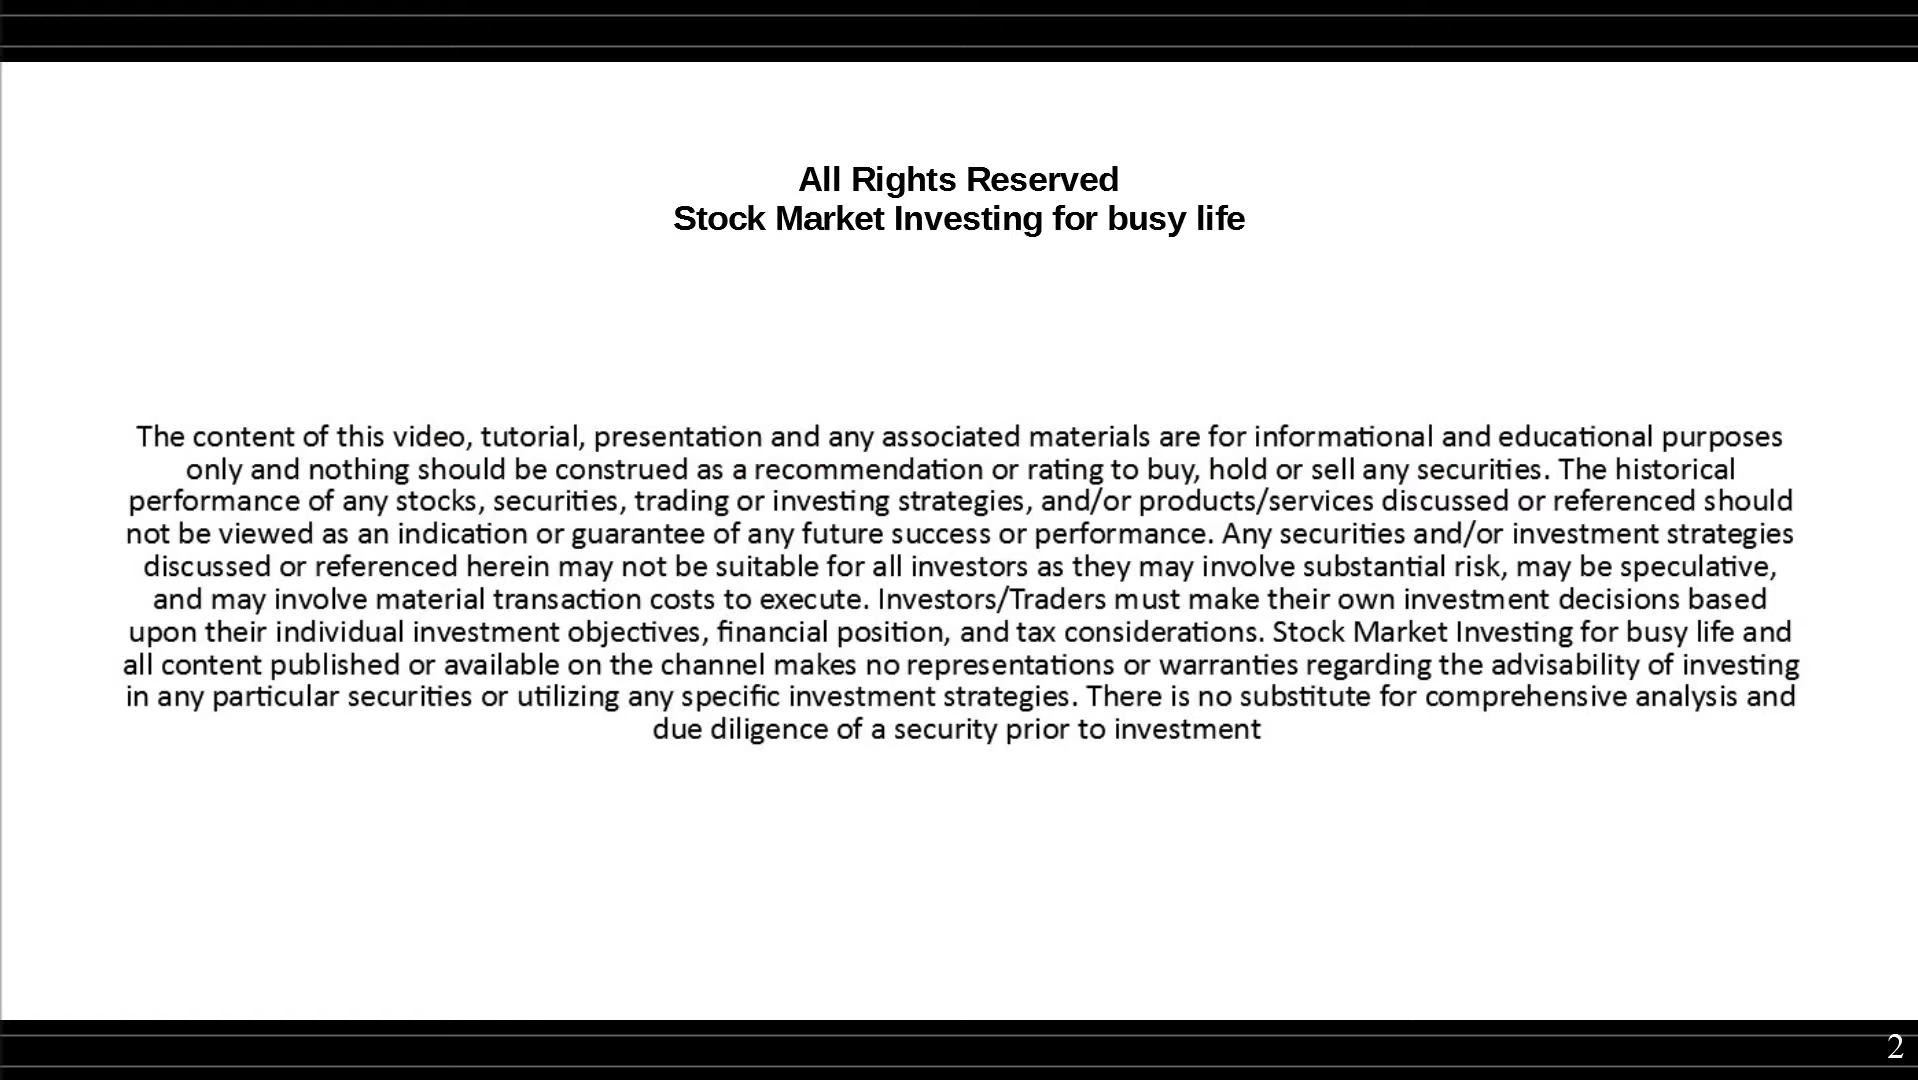 All Rights Reserved
Stock Market Investing for busy life
The content of this video, tutorial, presentation and any associated materials are for informational and educational purposes
only and nothing should be construed as a recommendation or rating to buy, hold or sell any securities. The historical
performance of any stocks, securities, trading or investing strategies, and/or products/services discussed or referenced should
not be viewed as an indication or guarantee of any future success or performance. Any securities and/or investment strategies
discussed or referenced herein may not be suitable for all investors as they may involve substantial risk, may be speculative,
and may involve material transaction costs to execute. Investors/Traders must make their own investment decisions based
upon their individual investment objectives, financial position, and tax considerations. Stock Market Investing for busy life and
all content published or available on the channel makes no representations or warranties regarding the advisability of investing
in any particular securities or utilizing any specific investment strategies. There is no substitute for comprehensive analysis and
due diligence of a security prior to investment
2